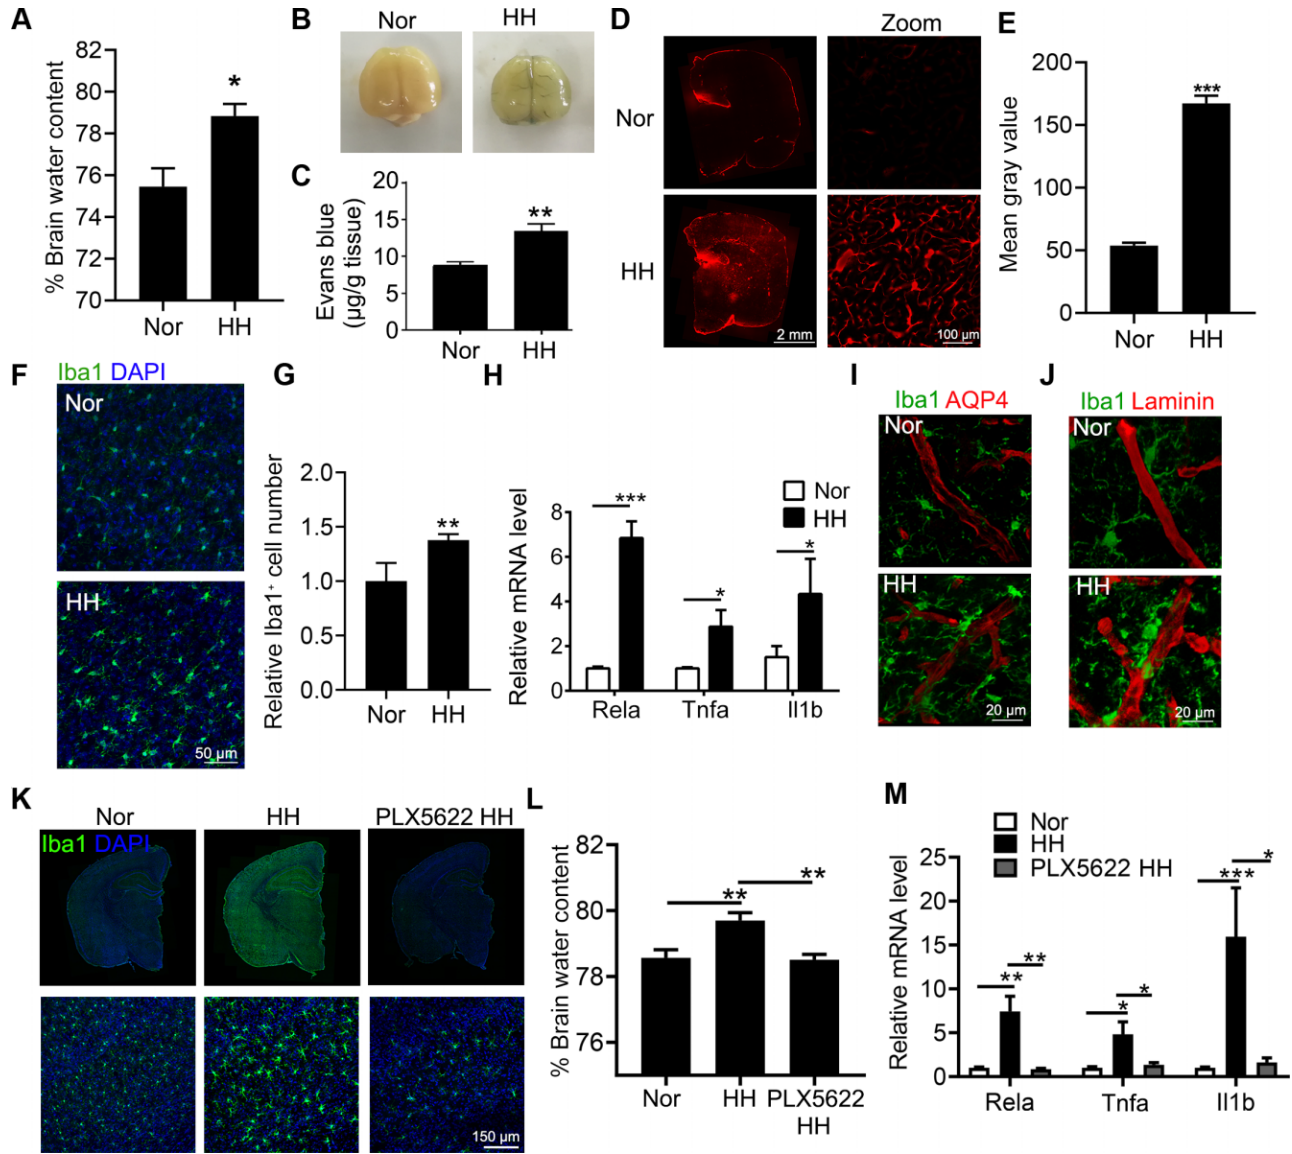 A
% Brain water content
82
80
78
76
74
72
70
*
Nor
HH
B
Nor
HH
C
Evans blue
(µg/g tissue)
20
15
10
5
0
**
Nor
HH
D
Zoom
Nor
HH
2 mm
100 µm
E
Mean gray value
200
150
100
50
0
***
Nor
HH
F
Iba1 DAPI
Nor
HH
50 µm
G
Relative Iba1⁺ cell number
2.0
1.5
1.0
0.5
0.0
**
Nor
HH
H
Relative mRNA level
8
6
4
2
0
Nor
HH
***
*
*
Rela
Tnfa
Il1b
I
Iba1 AQP4
Nor
HH
20 µm
J
Iba1 Laminin
Nor
HH
20 µm
K
Nor
HH
PLX5622 HH
Iba1 DAPI
150 µm
L
% Brain water content
82
80
78
76
**
**
Nor
HH
PLX5622
HH
M
Nor
HH
PLX5622 HH
Relative mRNA level
25
20
15
10
5
0
**
**
*
*
***
*
Rela
Tnfa
Il1b